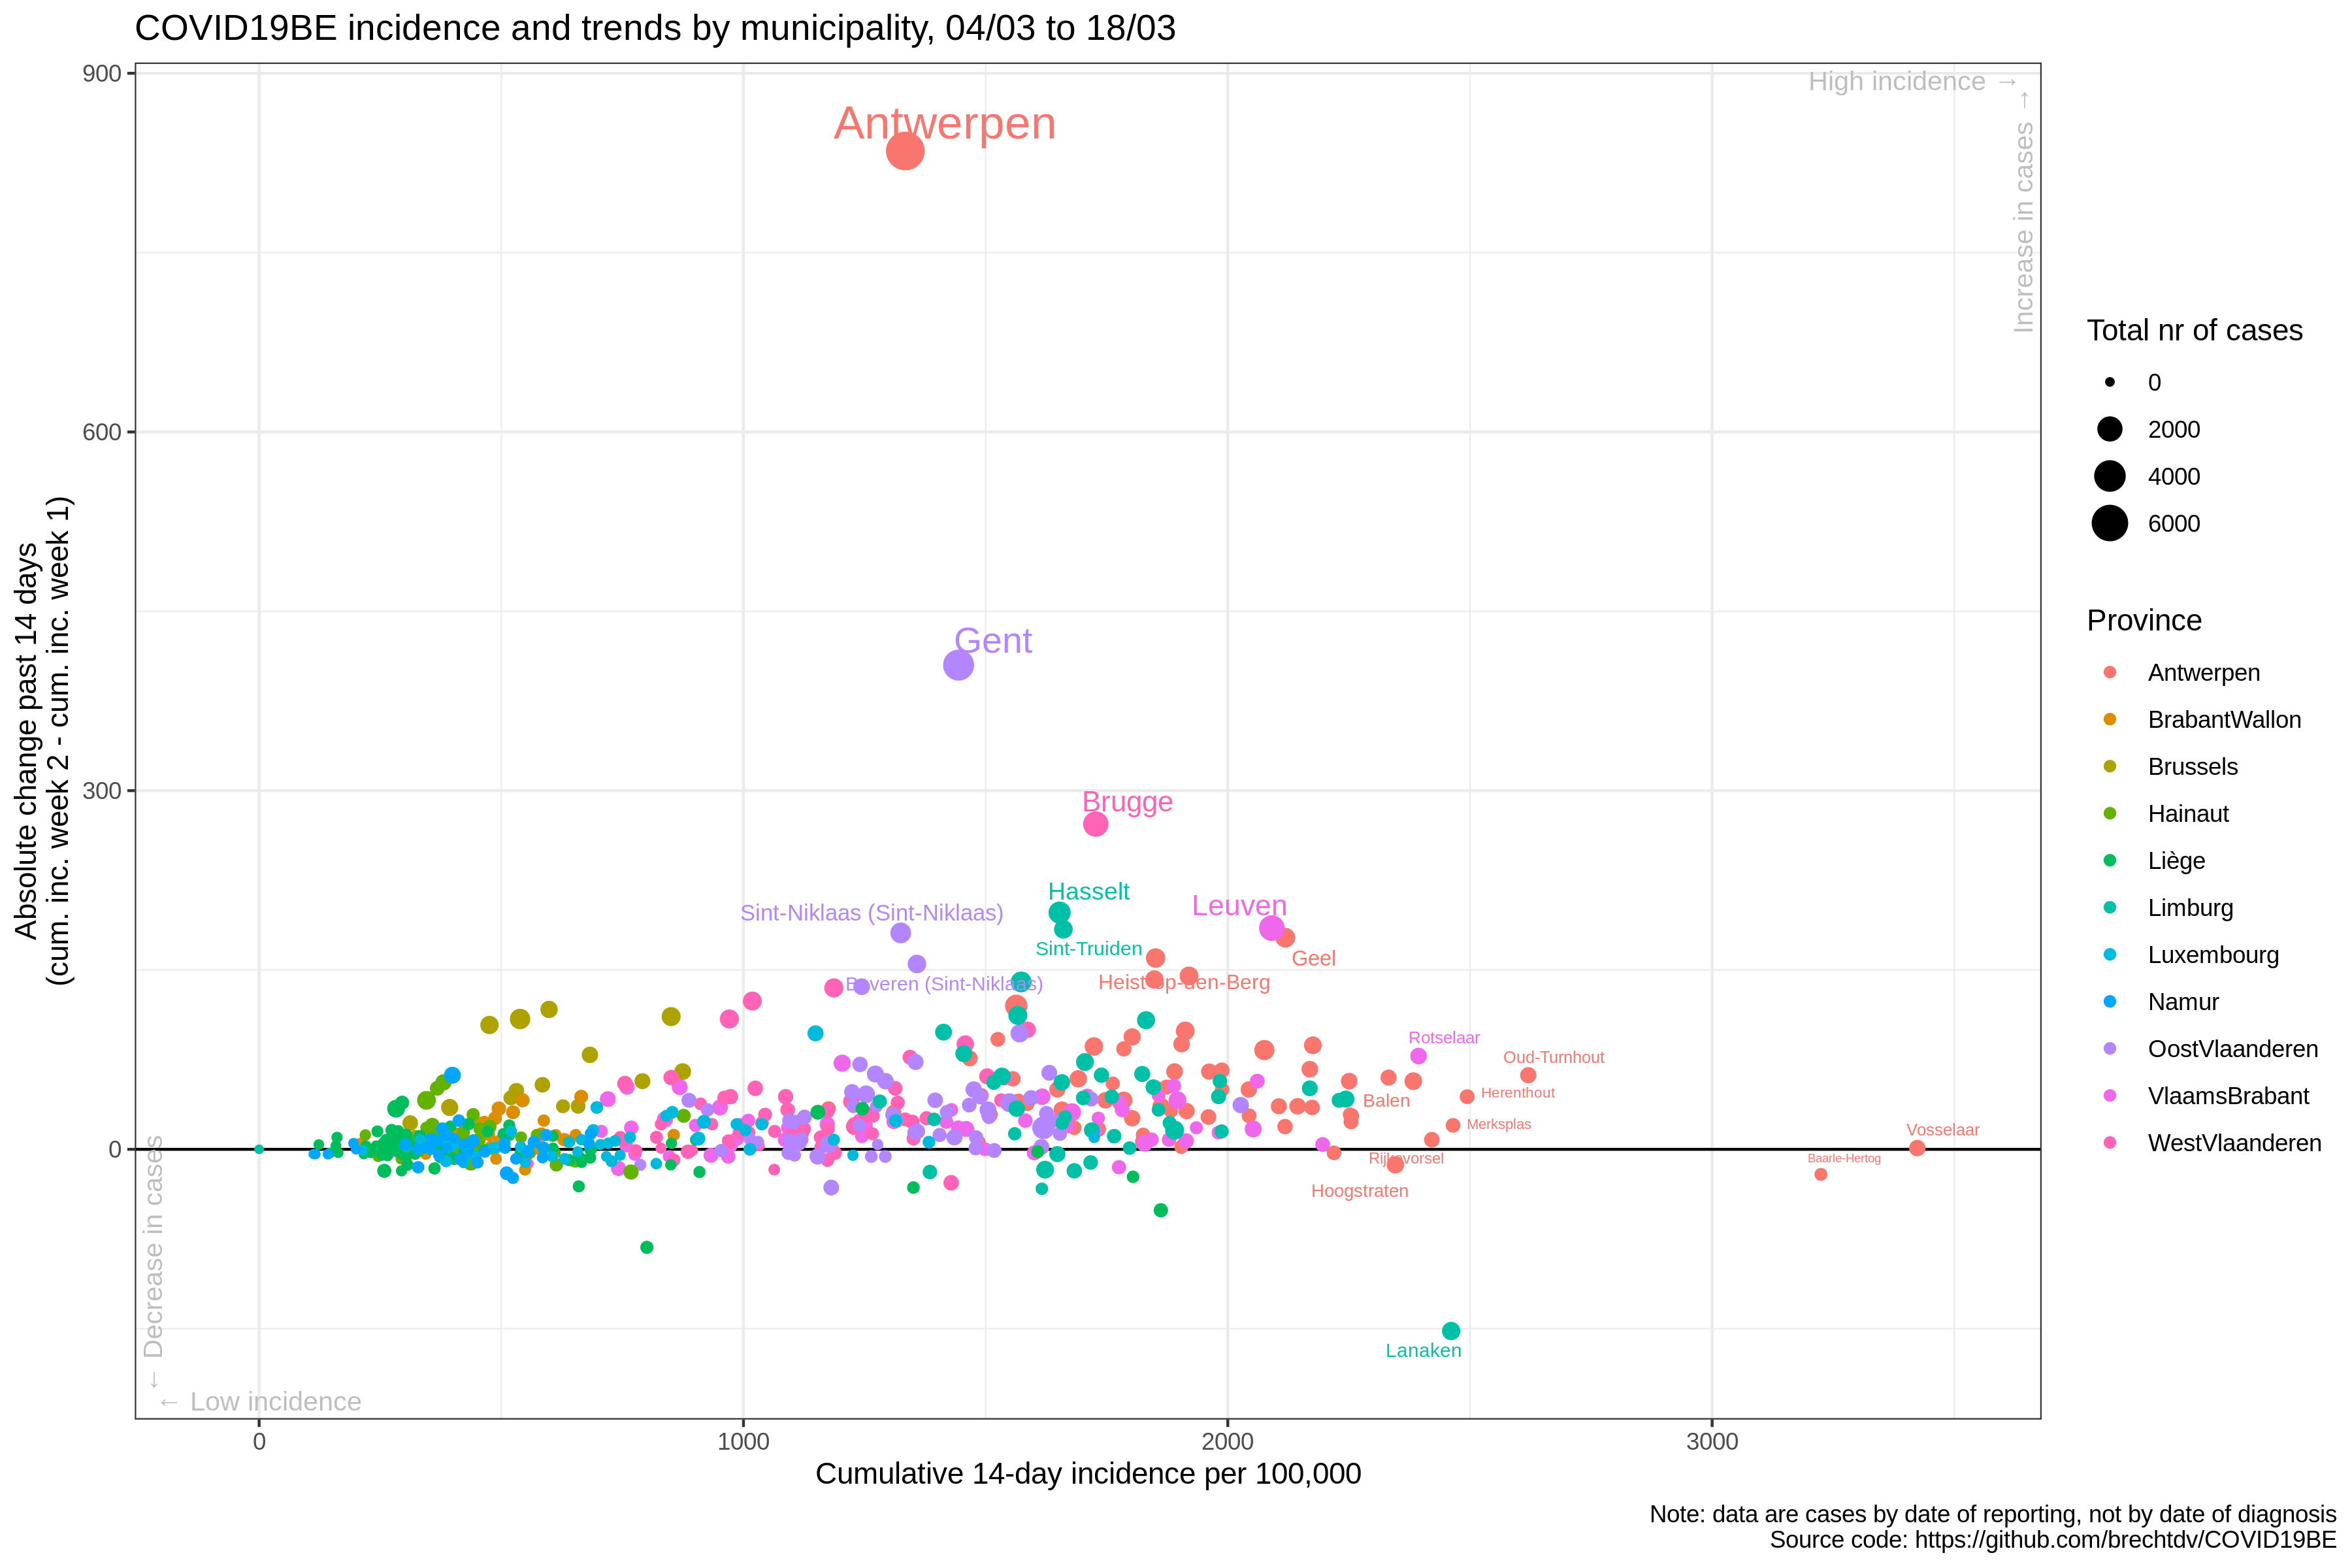 COVID19BE incidence and trends by municipality, 04/03 to 18/03
High incidence →
Increase in cases →
Antwerpen
Gent
Brugge
Hasselt
Leuven
Sint-Niklaas (Sint-Niklaas)
Sint-Truiden
Geel
Heist-op-den-Berg
Beveren (Sint-Niklaas)
Rotselaar
Oud-Turnhout
Herenthout
Balen
Merksplas
Vosselaar
Rijkevorsel
Baarle-Hertog
Hoogstraten
Lanaken
← Decrease in cases
← Low incidence
900
600
300
0
0
1000
2000
3000
Absolute change past 14 days
(cum. inc. week 2 - cum. inc. week 1)
Cumulative 14-day incidence per 100,000
Total nr of cases
0
2000
4000
6000
Province
Antwerpen
BrabantWallon
Brussels
Hainaut
Liège
Limburg
Luxembourg
Namur
OostVlaanderen
VlaamsBrabant
WestVlaanderen
Note: data are cases by date of reporting, not by date of diagnosis
Source code: https://github.com/brechtdv/COVID19BE